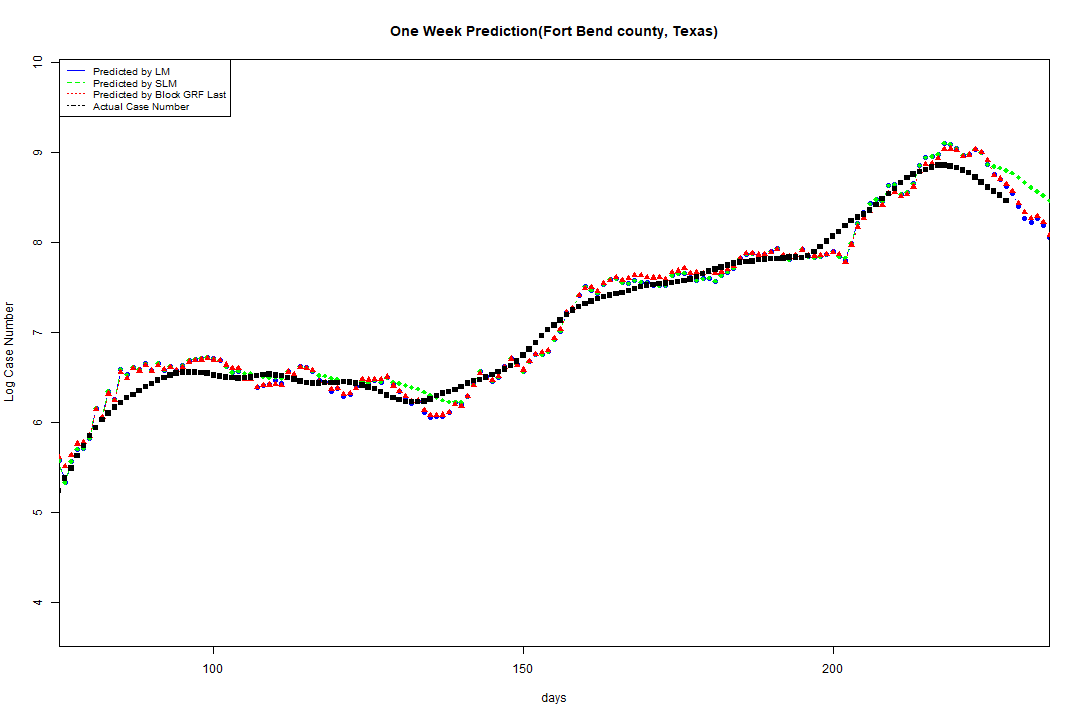 One Week Prediction(Fort Bend county, Texas)
Predicted by LM
Predicted by SLM
Predicted by Block GRF Last
Actual Case Number
10
9
8
7
6
5
4
Log Case Number
100 150 200
days